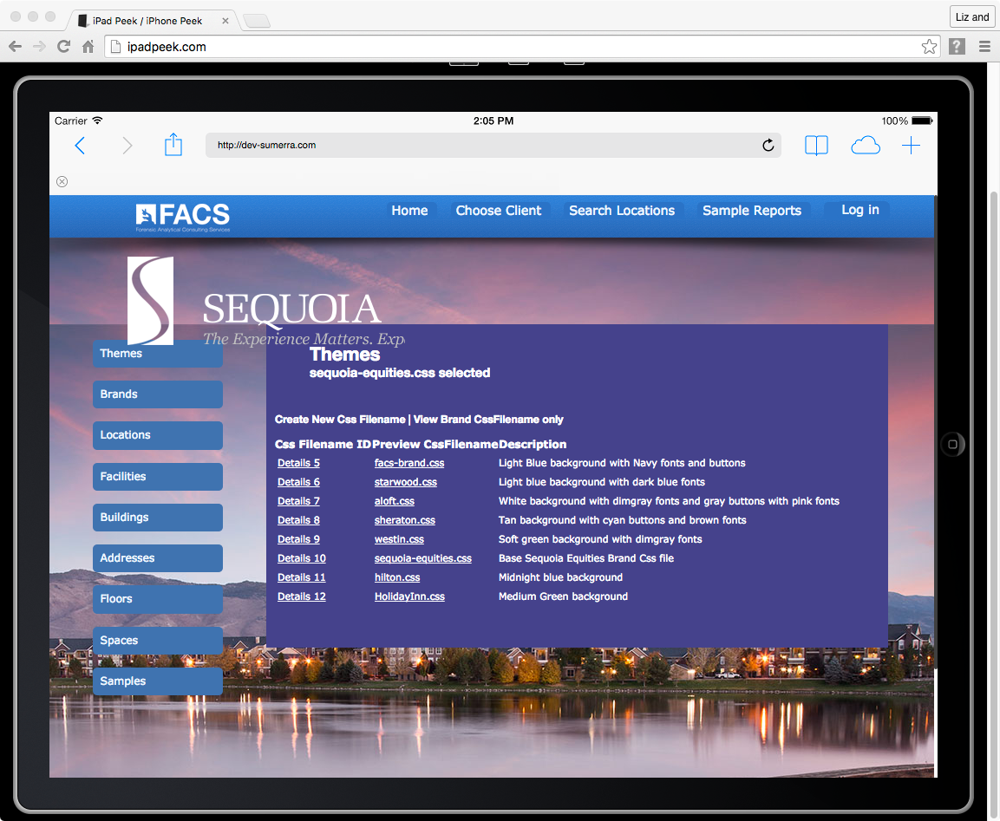 iPad Peek / iPhone Peek
Liz and
ipadpeek.com
Carrier 2:05 PM 100%
http://dev-sumerra.com
FACS
Forensic Analytical Consulting Services
Home Choose Client Search Locations Sample Reports Log in
SEQUOIA
The Experience Matters. Exp
Themes
Brands
Locations
Facilities
Buildings
Addresses
Floors
Spaces
Samples
Themes
sequoia-equities.css selected
Create New Css Filename | View Brand CssFilename only
Css Filename ID Preview CssFilename Description
Details 5 facs-brand.css Light Blue background with Navy fonts and buttons
Details 6 starwood.css Light blue background with dark blue fonts
Details 7 aloft.css White background with dimgray fonts and gray buttons with pink fonts
Details 8 sheraton.css Tan background with cyan buttons and brown fonts
Details 9 westin.css Soft green background with dimgray fonts
Details 10 sequoia-equities.css Base Sequoia Equities Brand Css file
Details 11 hilton.css Midnight blue background
Details 12 HolidayInn.css Medium Green background